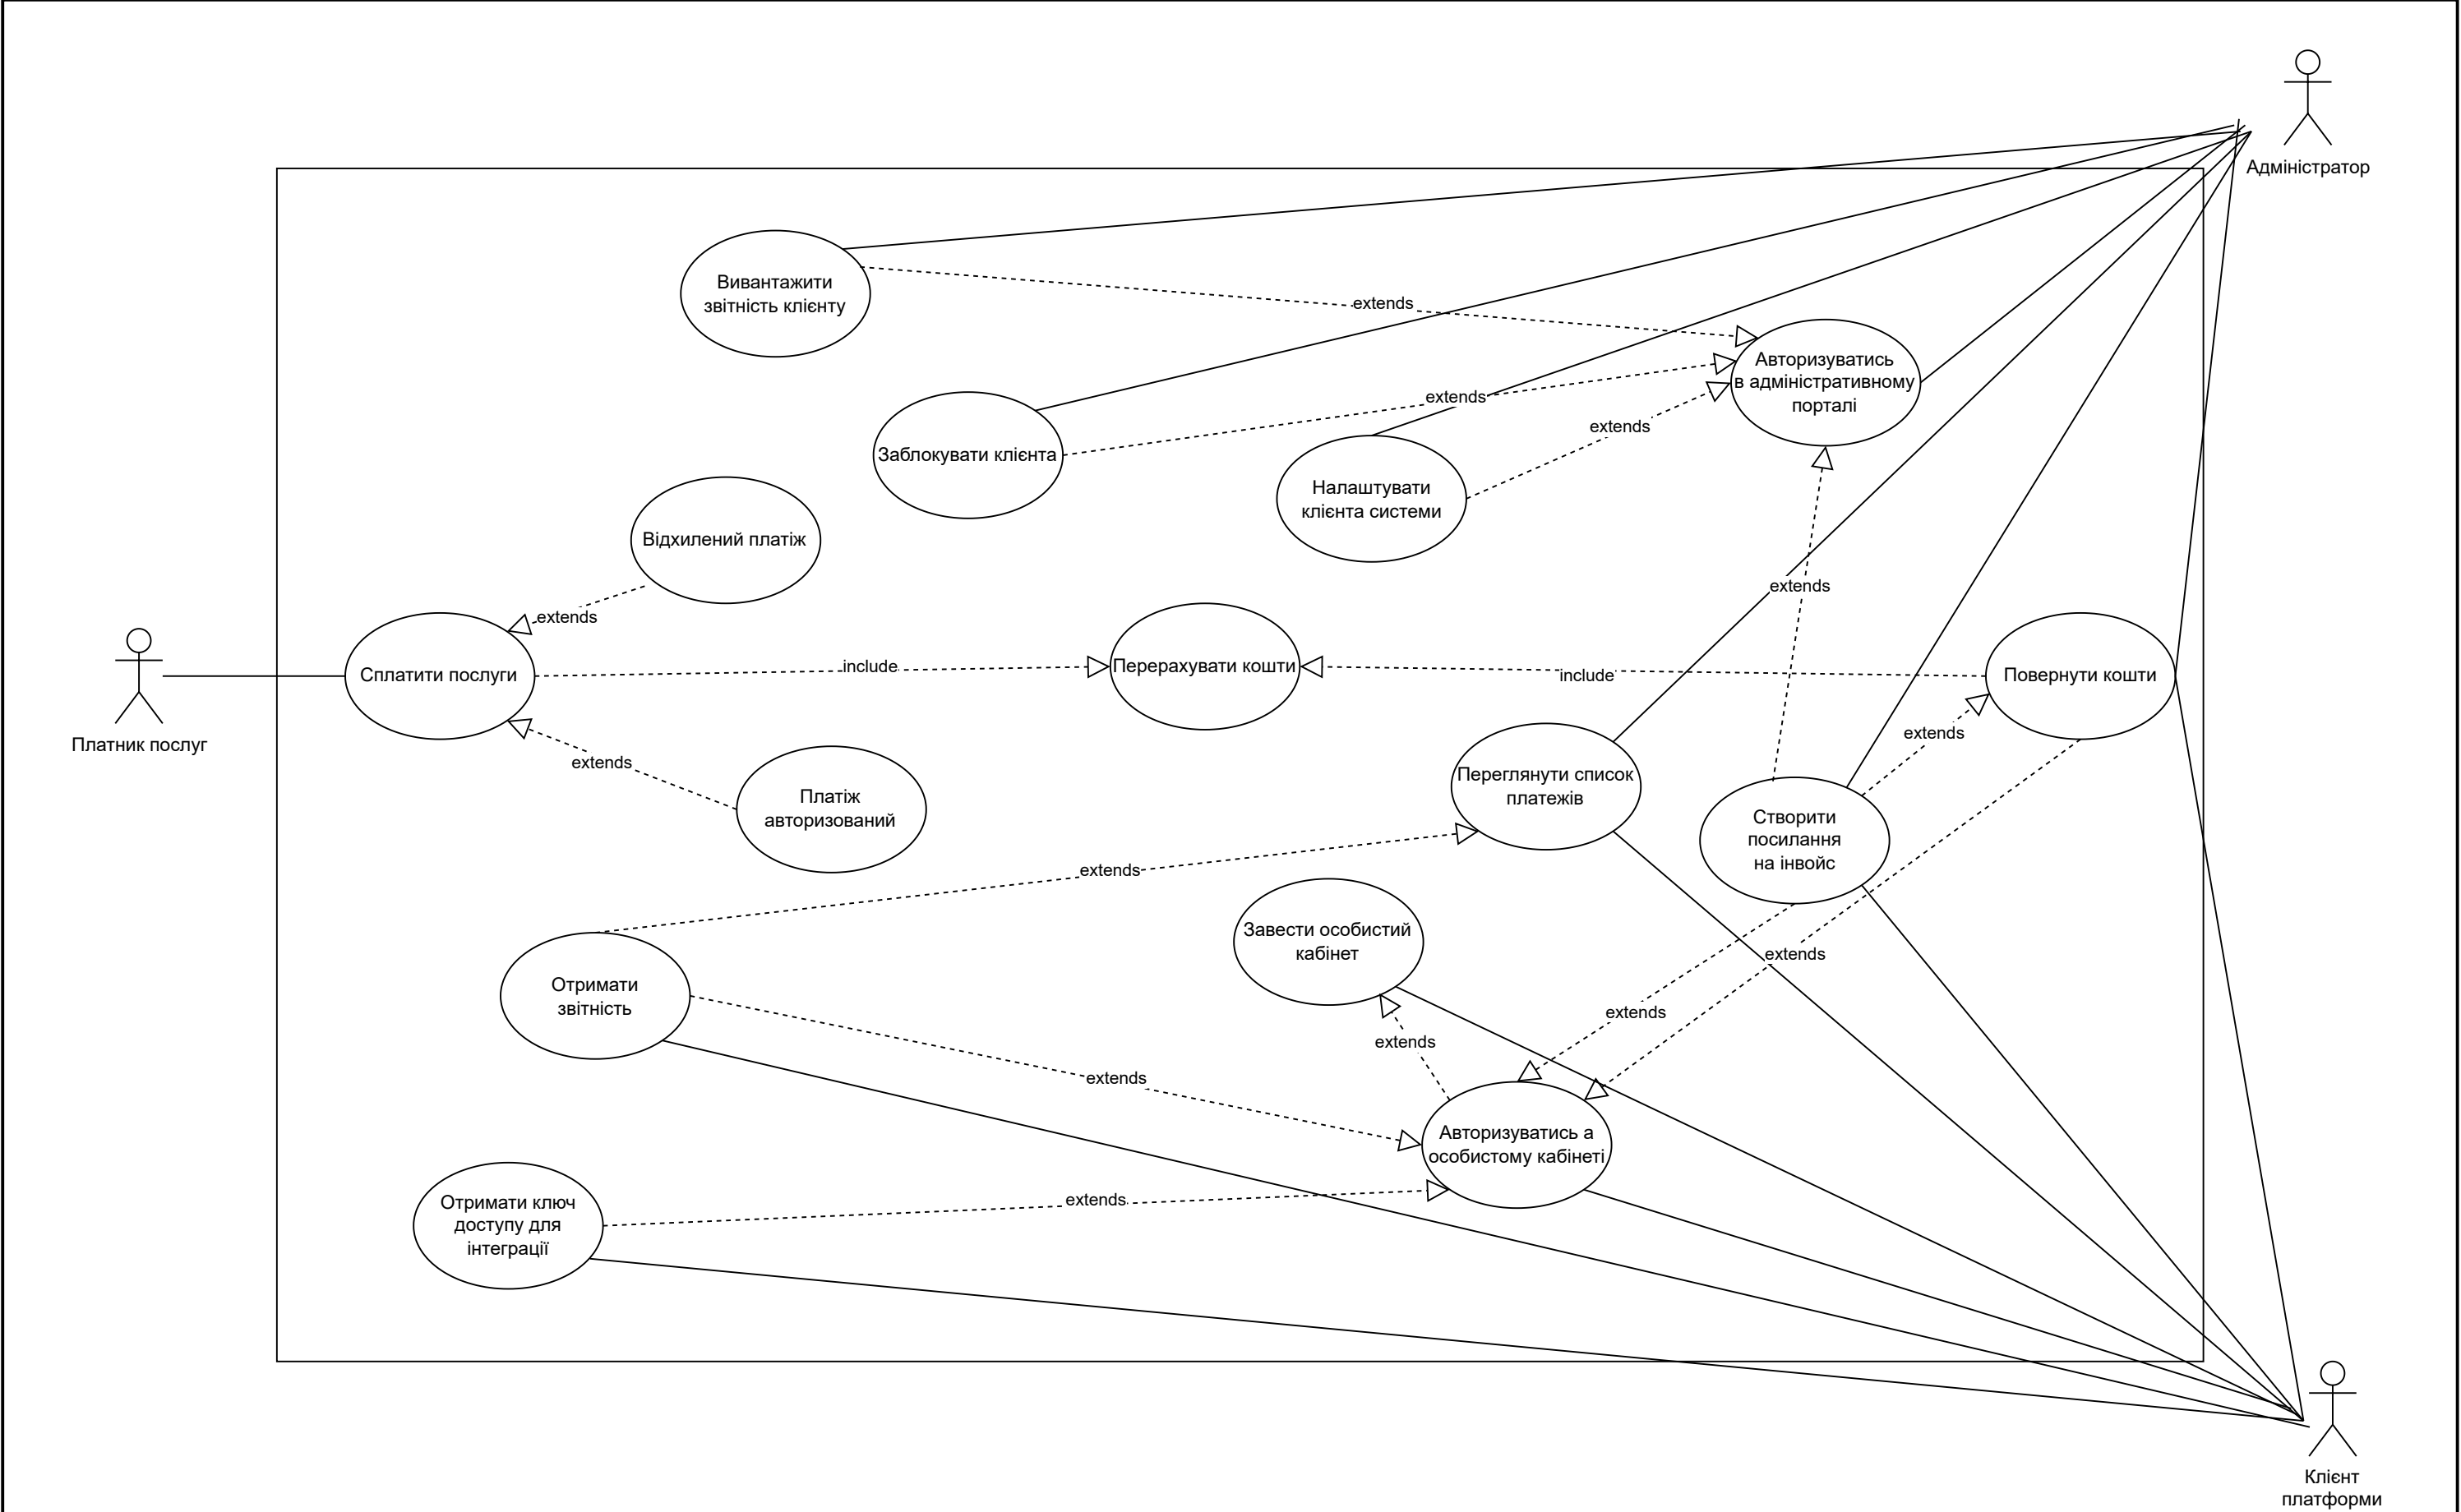 Адміністратор
Вивантажити
звітність клієнту
extends
Авторизуватись
в адміністративному
порталі
extends
extends
Заблокувати клієнта
Налаштувати
клієнта системи
Відхилений платіж
extends
extends
Платник послуг
Сплатити послуги
include
Перерахувати кошти
include
Повернути кошти
extends
extends
Платіж
авторизований
Переглянути список
платежів
Створити
посилання
на інвойс
extends
Завести особистий
кабінет
extends
Отримати
звітність
extends
extends
extends
Авторизуватись а
особистому кабінеті
Отримати ключ
доступу для
інтеграції
extends
Клієнт
платформи